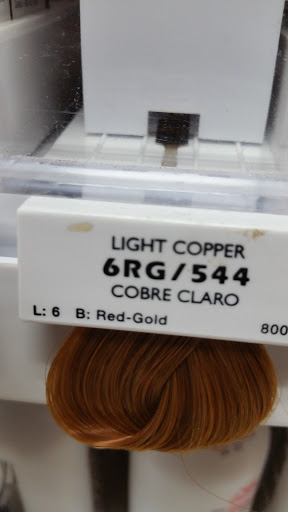 LIGHT COPPER
6RG/544
COBRE CLARO
L: 6 B: Red-Gold
800